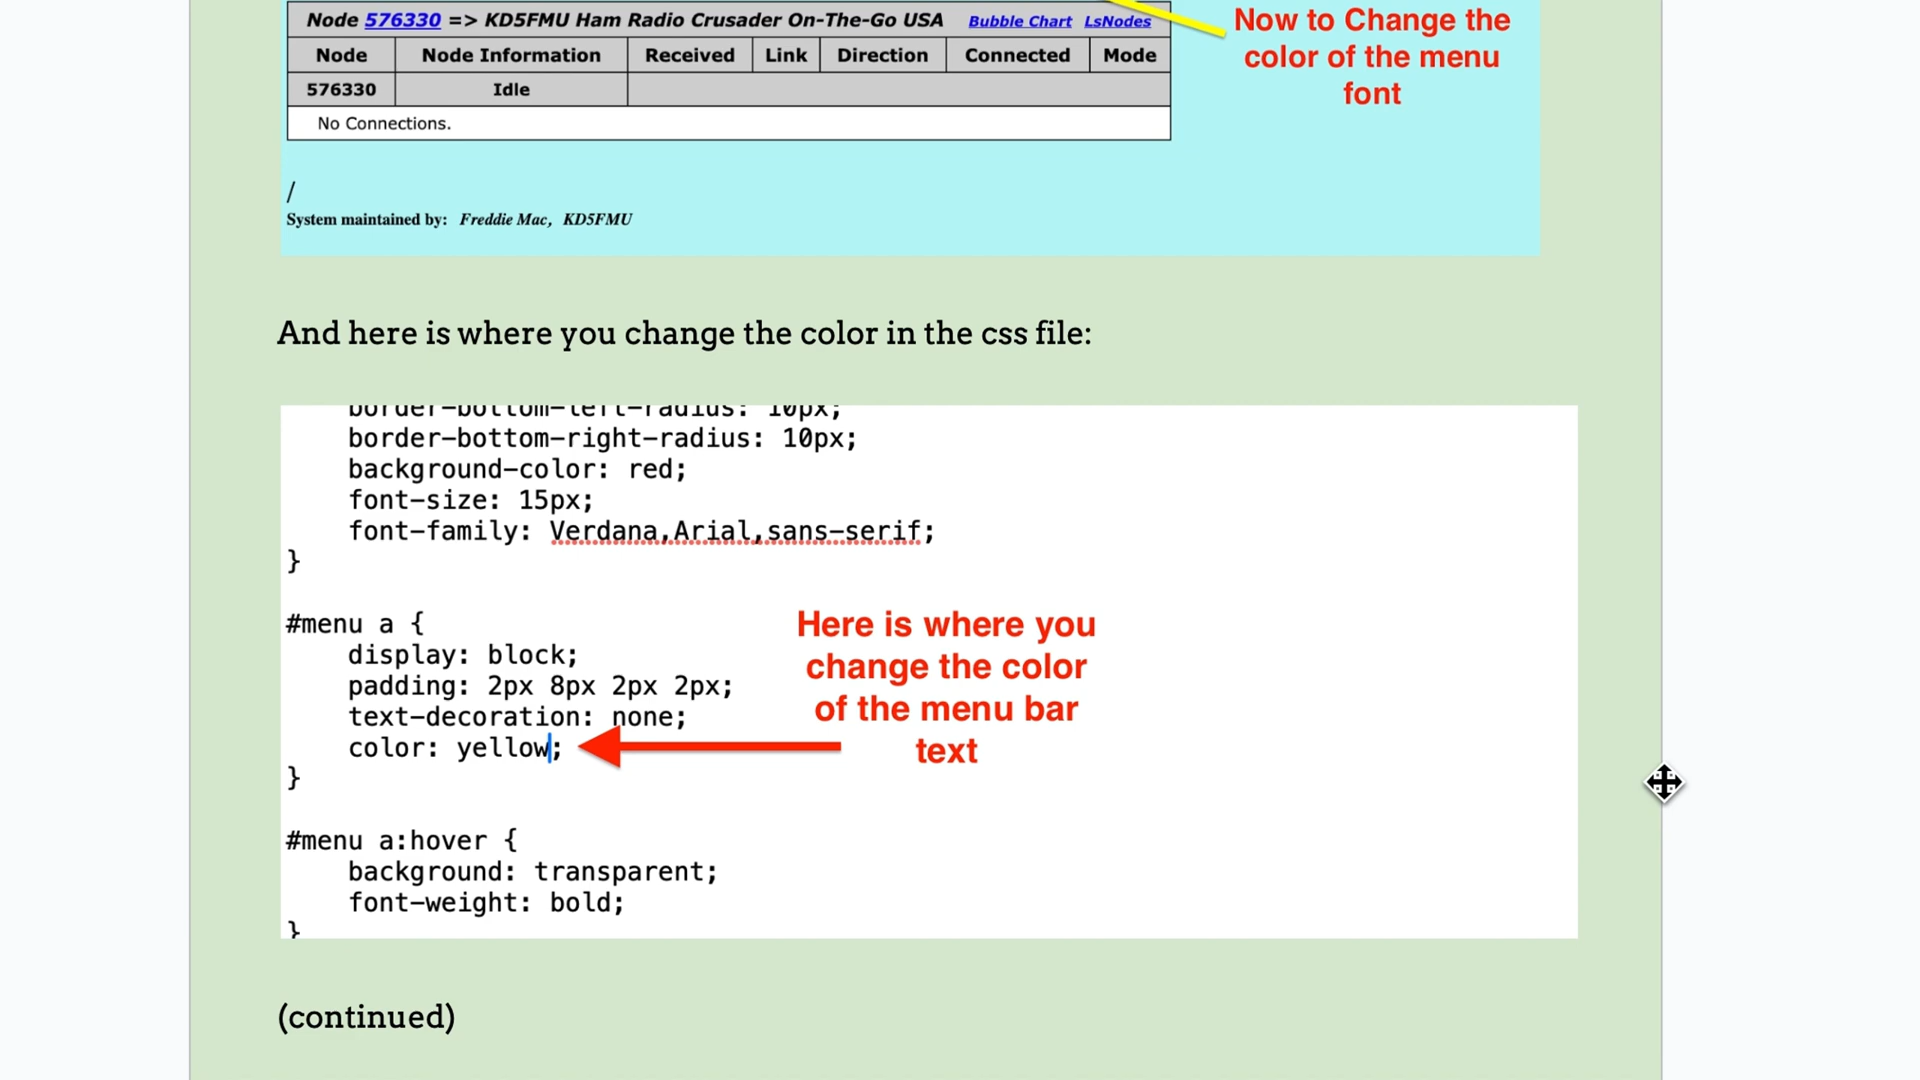 Node 576330 => KD5FMU Ham Radio Crusader On-The-Go USA Bubble Chart LsNodes
Node Node Information Received Link Direction Connected Mode
576330 Idle
No Connections.
Now to Change the
color of the menu
font
/
System maintained by: Freddie Mac, KD5FMU
And here is where you change the color in the css file:
border-bottom-left-radius: 10px;
border-bottom-right-radius: 10px;
background-color: red;
font-size: 15px;
font-family: Verdana,Arial,sans-serif;
}
#menu a {
display: block;
padding: 2px 8px 2px 2px;
text-decoration: none;
color: yellow;
}
Here is where you
change the color
of the menu bar
text
#menu a:hover {
background: transparent;
font-weight: bold;
}
(continued)